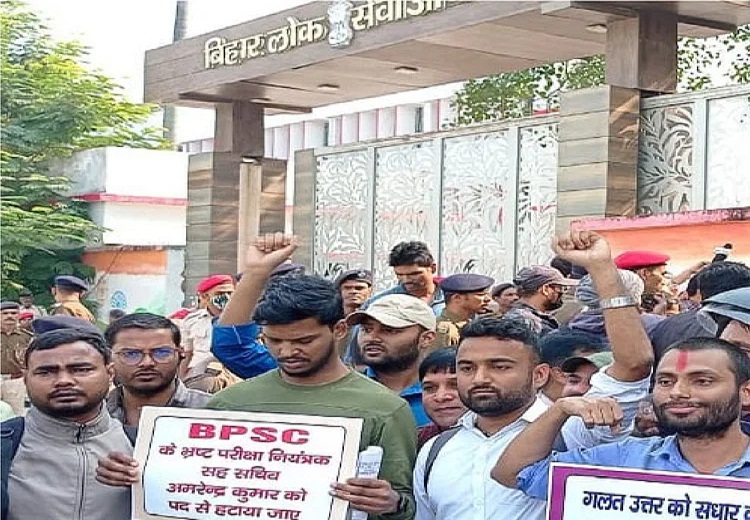 बिहार लोक सेवा आ
BPSC
के भ्रष्ट परीक्षा नियंत्रक
सह सचिव
अमरेन्द्र कुमार को
पद से हटाया जाए
गलत उत्तर को सुधार